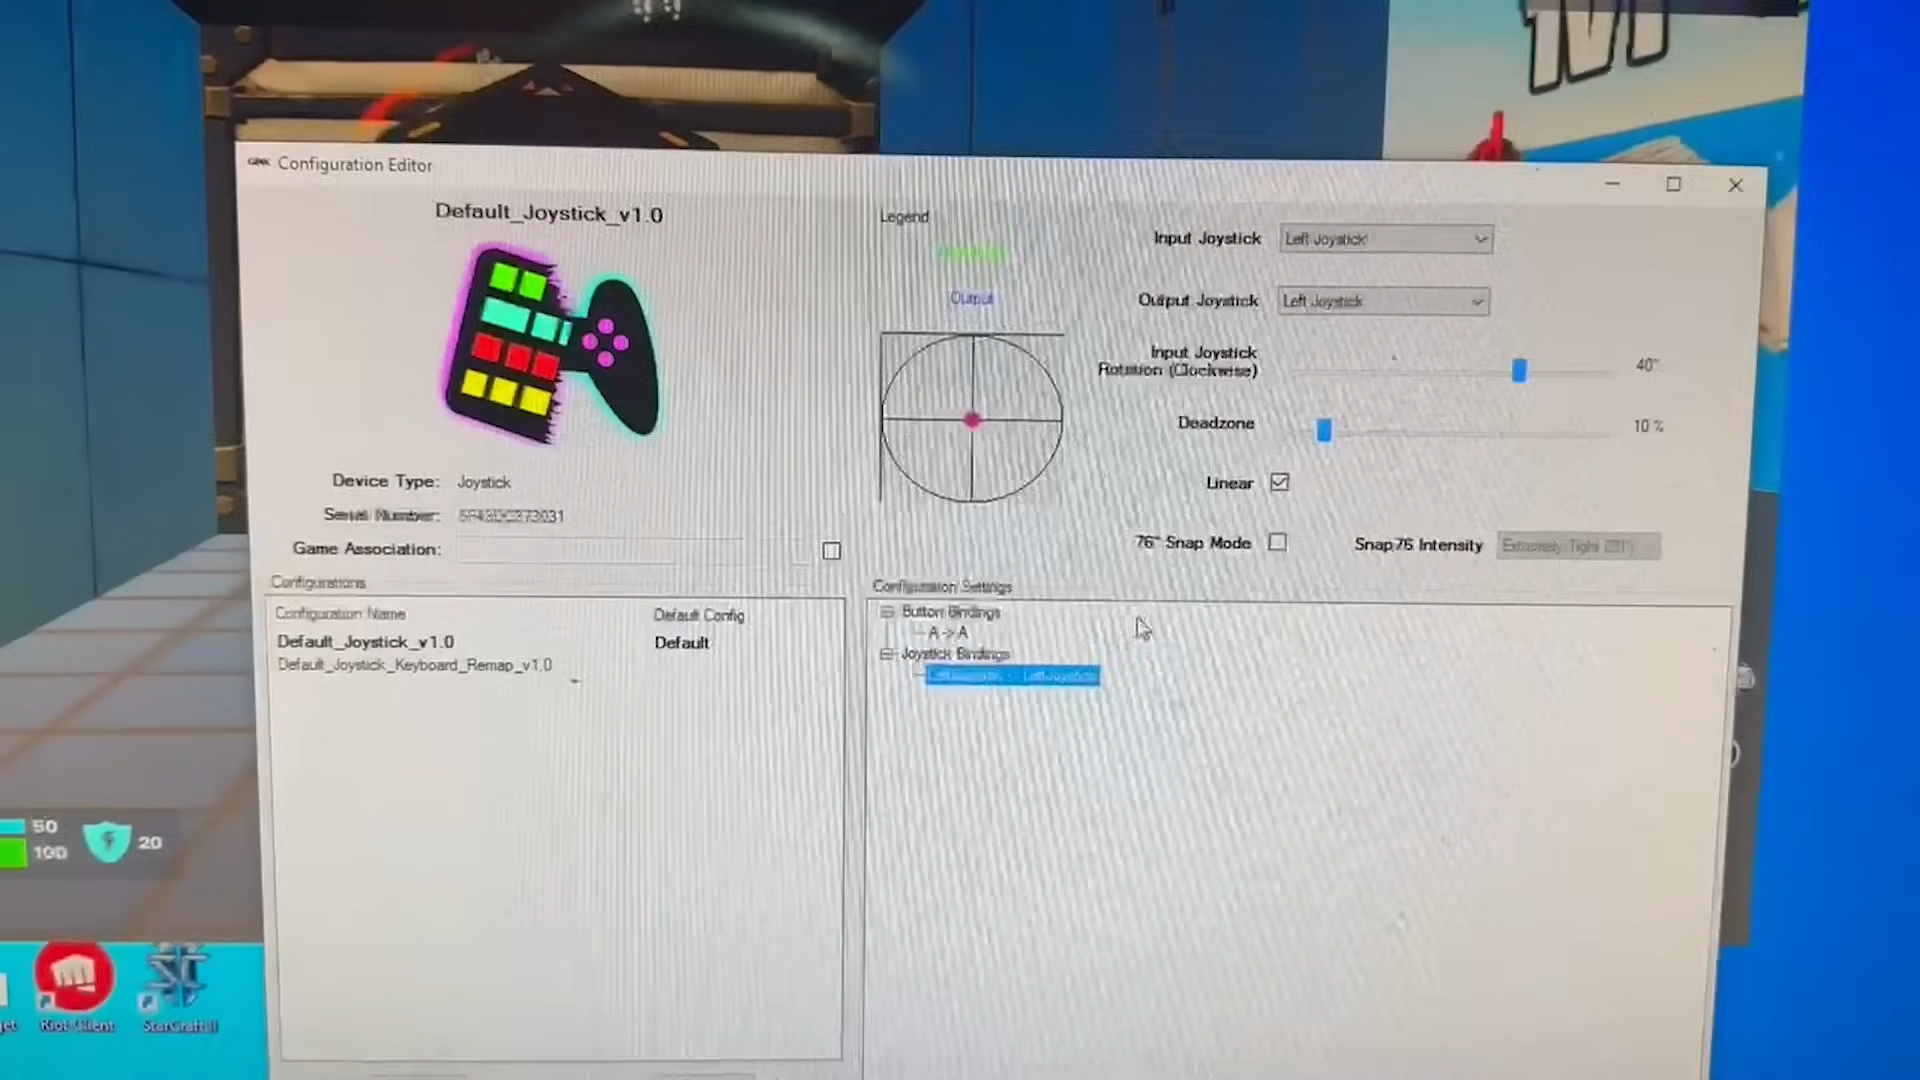 Configuration Editor
Default_Joystick_v1.0
Legend
Output
Input Joystick
Left Joystick
Output Joystick
Left Joystick
Input Joystick
Rotation (Clockwise)
40°
Deadzone
10 %
Linear
76° Snap Mode
Snap76 Intensity
Device Type: Joystick
Serial Number:
Game Association:
Configurations
Configuration Name
Default Config
Default_Joystick_v1.0
Default
Default_Joystick_Keyboard_Remap_v1.0
Configuration Settings
Button Bindings
A -> A
Joystick Bindings
50
100
20
Riot Client
StarCraft II